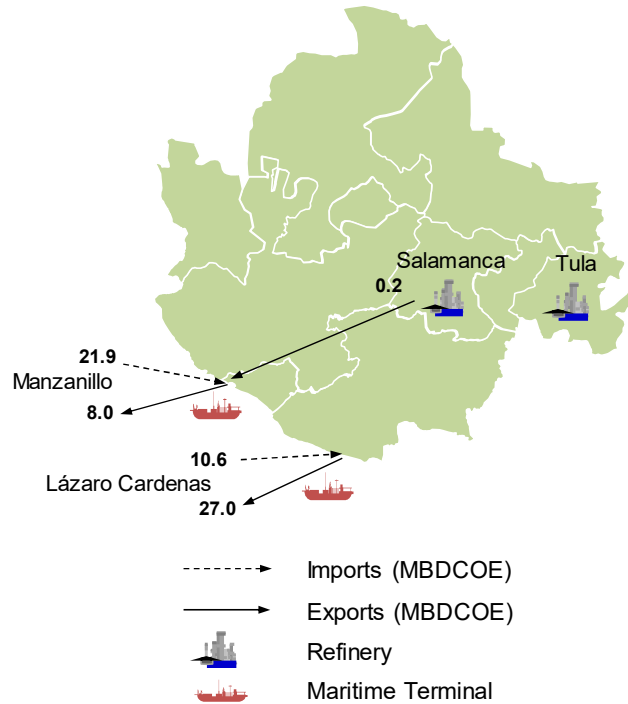 Salamanca
Tula
0.2
21.9
Manzanillo
8.0
10.6
Lázaro Cardenas
27.0
Imports (MBDCOE)
Exports (MBDCOE)
Refinery
Maritime Terminal